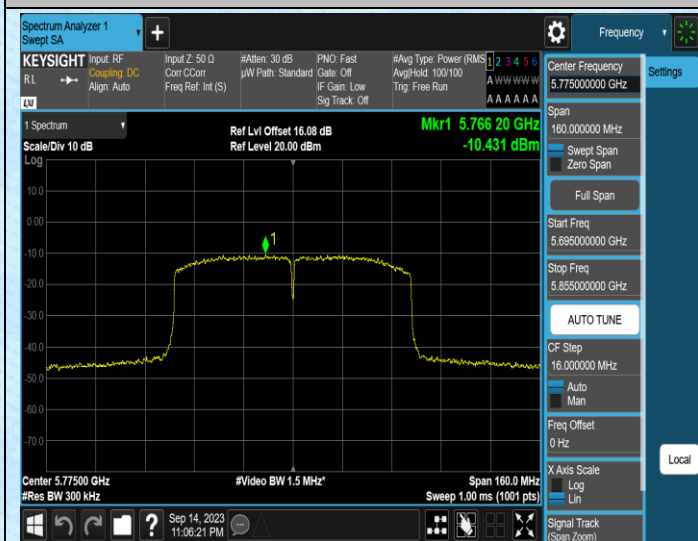 Spectrum Analyzer 1
Swept SA
Frequency
KEYSIGHT
Input: RF
Input Z: 50 Ω
#Atten: 30 dB
PNO: Fast
#Avg Type: Power (RMS
1 2 3 4 5 6
RL
Coupling: DC
Corr CCorr
µW Path: Standard
Gate: Off
Avg|Hold: 100/100
A W W W W W
Align: Auto
Freq Ref: Int (S)
IF Gain: Low
Trig: Free Run
Sig Track: Off
A A A A A A
LXI
1 Spectrum
Scale/Div 10 dB
Ref Lvl Offset 16.08 dB
Ref Level 20.00 dBm
Mkr1 5.766 20 GHz
-10.431 dBm
Log
10.0
0.00
-10.0
-20.0
-30.0
-40.0
-50.0
-60.0
-70.0
1
Center 5.77500 GHz
#Video BW 1.5 MHz*
Span 160.0 MHz
#Res BW 300 kHz
Sweep 1.00 ms (1001 pts)
?
Sep 14, 2023
11:06:21 PM
Center Frequency
5.775000000 GHz
Settings
Span
160.000000 MHz
Swept Span
Zero Span
Full Span
Start Freq
5.695000000 GHz
Stop Freq
5.855000000 GHz
AUTO TUNE
CF Step
16.000000 MHz
Auto
Man
Freq Offset
0 Hz
X Axis Scale
Log
Lin
Local
Signal Track
(Span Zoom)